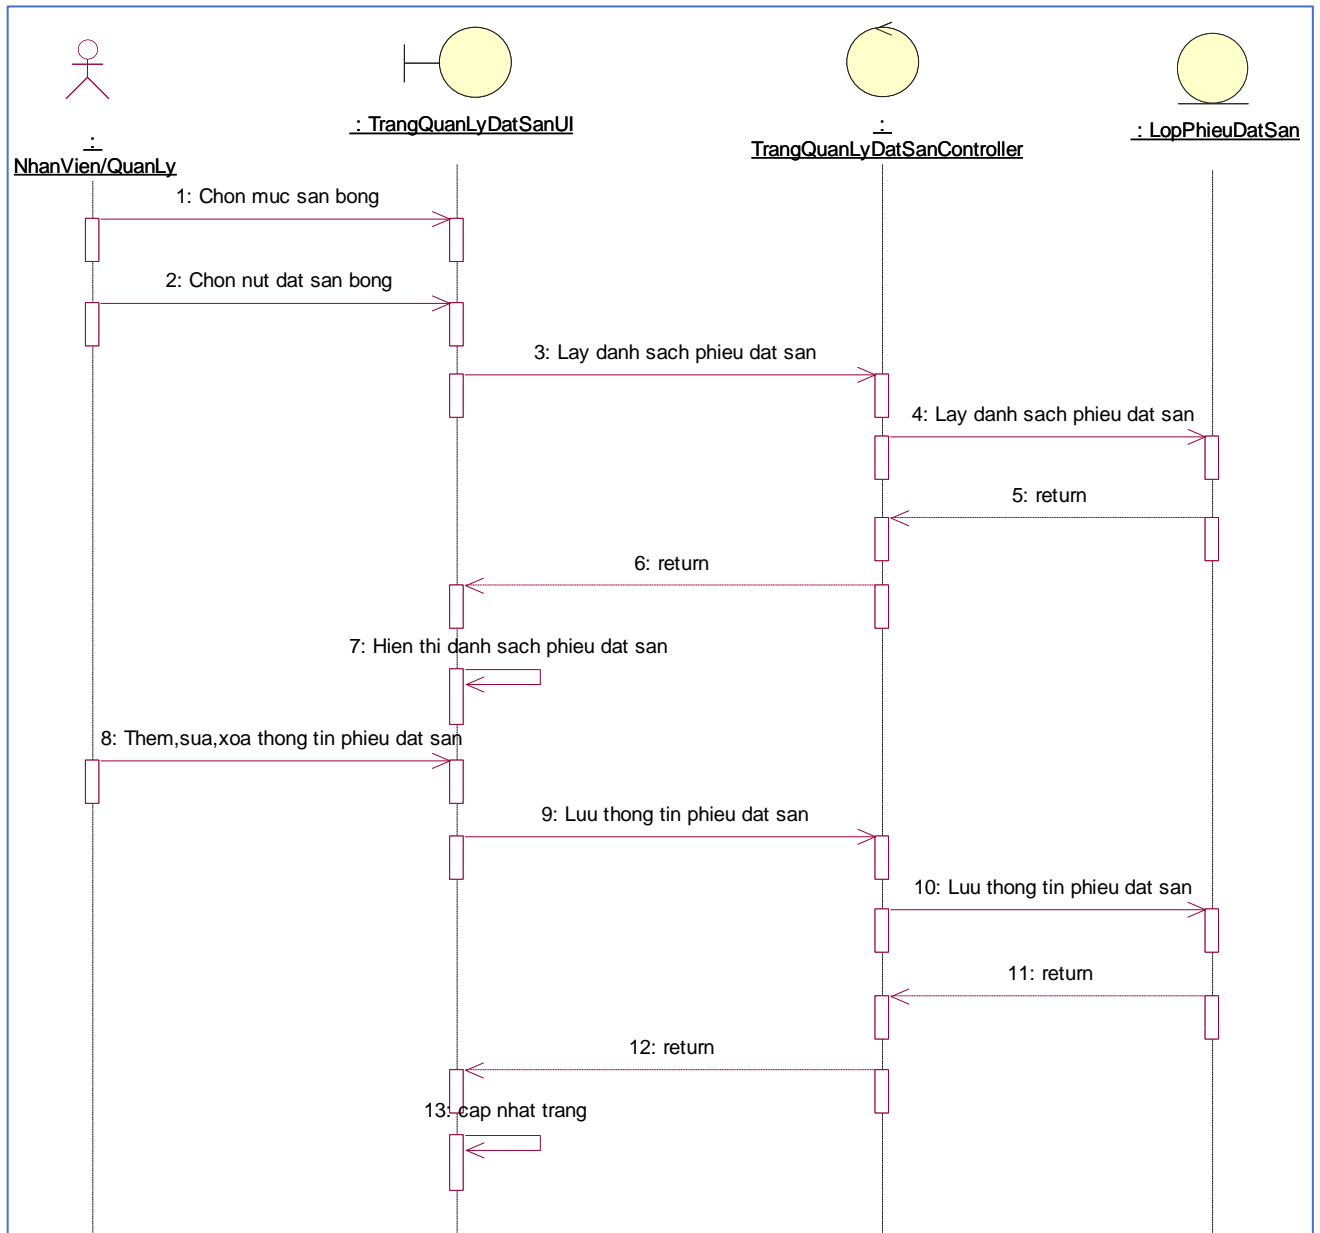 :
NhanVien/QuanLy
: TrangQuanLyDatSanUI
:
TrangQuanLyDatSanController
: LopPhieuDatSan
1: Chon muc san bong
2: Chon nut dat san bong
3: Lay danh sach phieu dat san
4: Lay danh sach phieu dat san
5: return
6: return
7: Hien thi danh sach phieu dat san
8: Them,sua,xoa thong tin phieu dat san
9: Luu thong tin phieu dat san
10: Luu thong tin phieu dat san
11: return
12: return
13: cap nhat trang